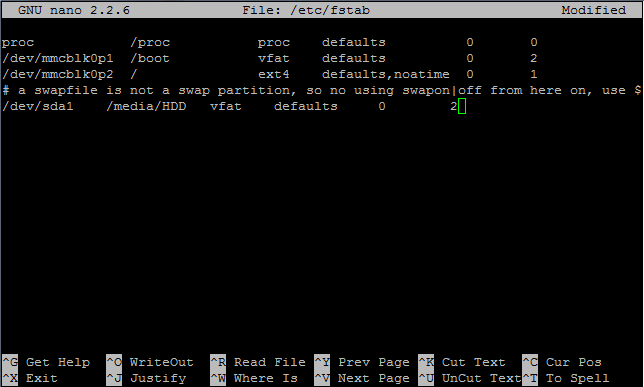 GNU nano 2.2.6 File: /etc/fstab Modified
proc /proc proc defaults 0 0
/dev/mmcblk0p1 /boot vfat defaults 0 2
/dev/mmcblk0p2 / ext4 defaults,noatime 0 1
# a swapfile is not a swap partition, so no using swapon|off from here on, use $
/dev/sda1 /media/HDD vfat defaults 0 2
^G Get Help ^O WriteOut ^R Read File ^Y Prev Page ^K Cut Text ^C Cur Pos
^X Exit ^J Justify ^W Where Is ^V Next Page ^U UnCut Text ^T To Spell